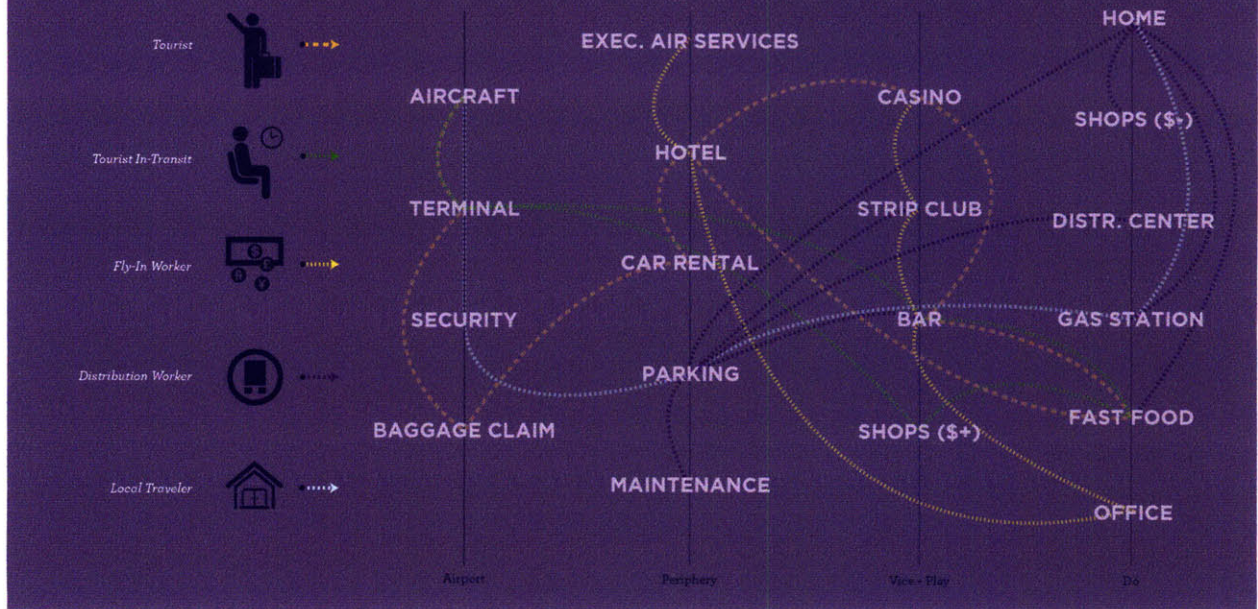 Tourist
Tourist In-Transit
Fly-In Worker
Distribution Worker
Local Traveler
AIRCRAFT
TERMINAL
SECURITY
BAGGAGE CLAIM
Airport
EXEC. AIR SERVICES
HOTEL
CAR RENTAL
PARKING
MAINTENANCE
Periphery
CASINO
STRIP CLUB
BAR
SHOPS ($+)
Vice - Play
HOME
SHOPS ($-)
DISTR. CENTER
GAS STATION
FAST FOOD
OFFICE
Do